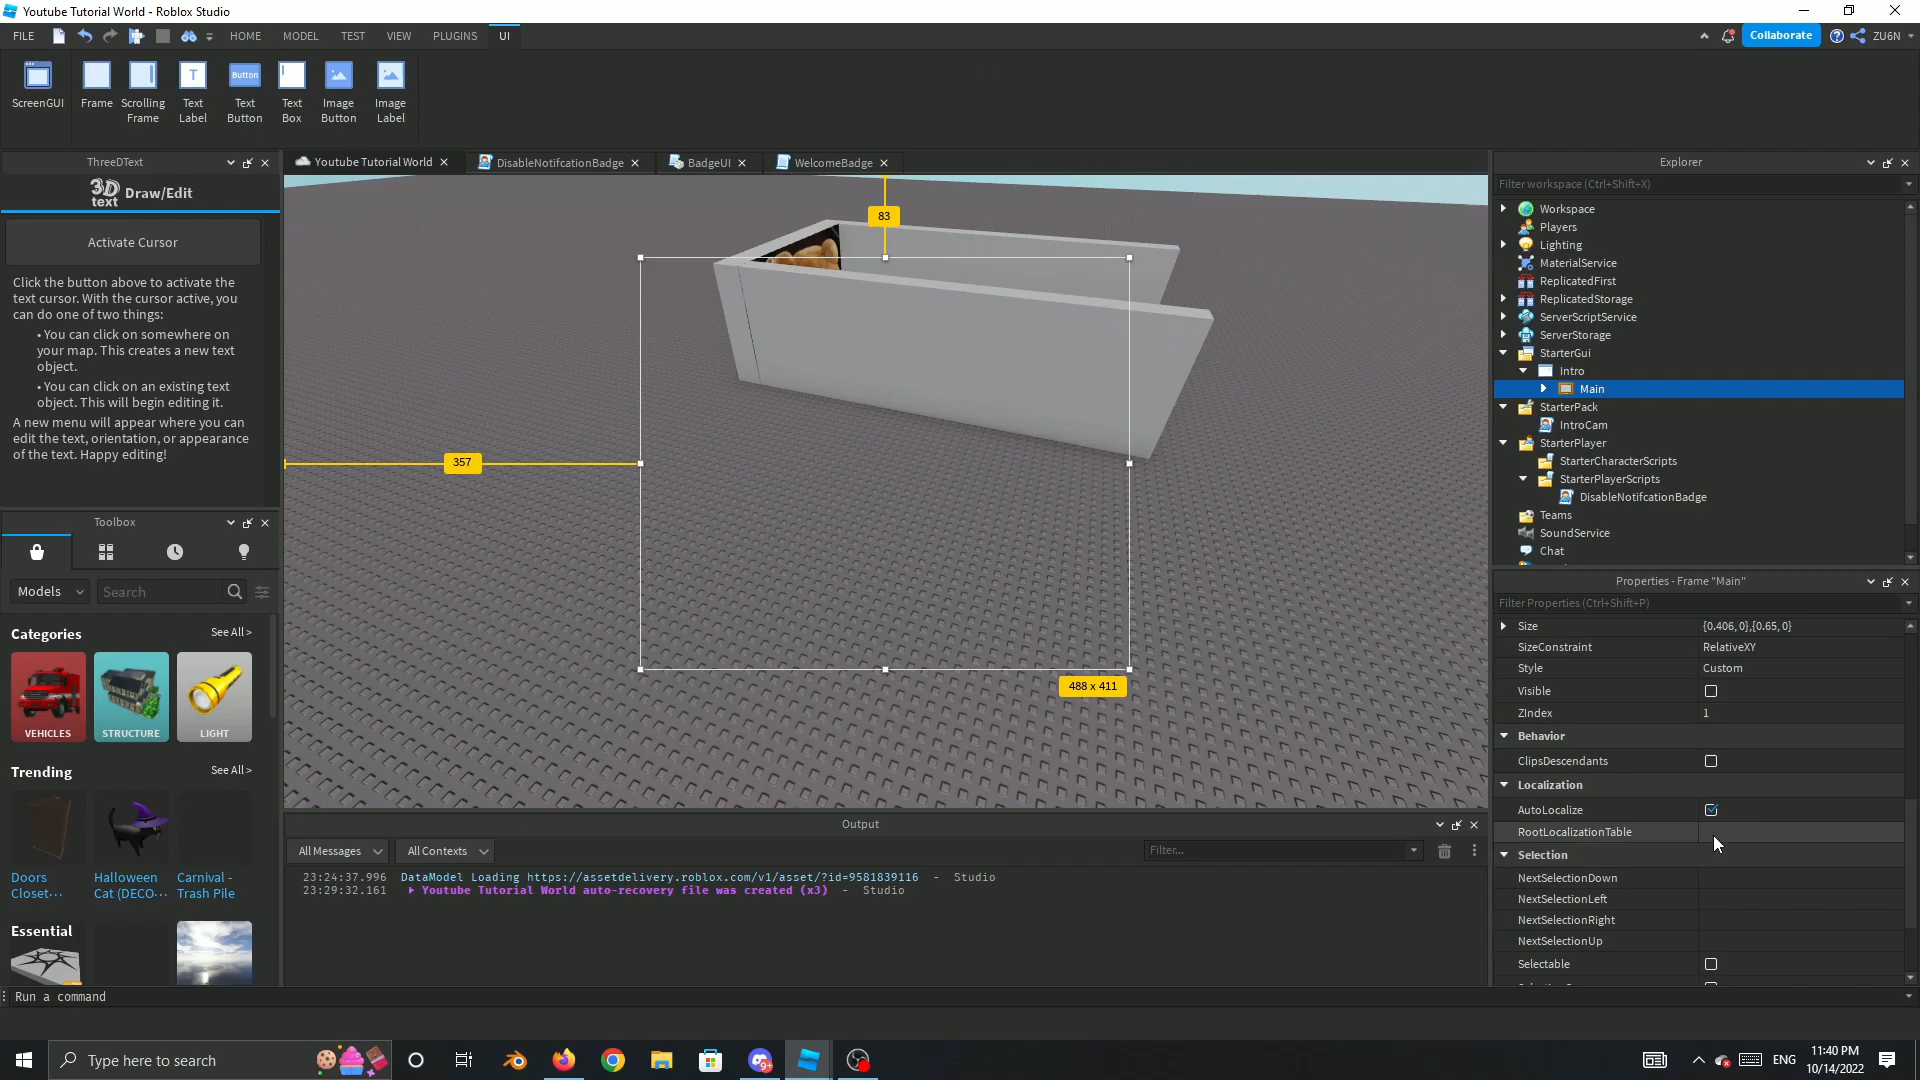 Youtube Tutorial World - Roblox Studio
FILE
HOME
MODEL
TEST
VIEW
PLUGINS
UI
Collaborate
ZU6N
ScreenGUI
Frame
Scrolling
Frame
T
Text
Label
Button
Text
Button
Text
Box
Image
Button
Image
Label
ThreeDText
3D
text
Draw/Edit
Activate Cursor
Click the button above to activate the
text cursor. With the cursor active, you
can do one of two things:
• You can click on somewhere on
your map. This creates a new text
object.
• You can click on an existing text
object. This will begin editing it.
A new menu will appear where you can
edit the text, orientation, or appearance
of the text. Happy editing!
Toolbox
Models
Search
Categories
See All >
VEHICLES
STRUCTURE
LIGHT
Trending
See All >
Doors
Closet···
Halloween
Cat (DECO···
Carnival -
Trash Pile
Essential
Youtube Tutorial World
DisableNotifcationBadge
BadgeUI
WelcomeBadge
83
357
488 x 411
Output
All Messages
All Contexts
Filter...
23:24:37.996 DataModel Loading https://assetdelivery.roblox.com/v1/asset/?id=9581839116 - Studio
23:29:32.161 Youtube Tutorial World auto-recovery file was created (x3) - Studio
Explorer
Filter workspace (Ctrl+Shift+X)
Workspace
Players
Lighting
MaterialService
ReplicatedFirst
ReplicatedStorage
ServerScriptService
ServerStorage
StarterGui
Intro
Main
StarterPack
IntroCam
StarterPlayer
StarterCharacterScripts
StarterPlayerScripts
DisableNotifcationBadge
Teams
SoundService
Chat
Properties - Frame "Main"
Filter Properties (Ctrl+Shift+P)
Size {0.406, 0},{0.65, 0}
SizeConstraint RelativeXY
Style Custom
Visible
ZIndex 1
Behavior
ClipsDescendants
Localization
AutoLocalize
RootLocalizationTable
Selection
NextSelectionDown
NextSelectionLeft
NextSelectionRight
NextSelectionUp
Selectable
Run a command
Type here to search
9+
ENG
11:40 PM
10/14/2022